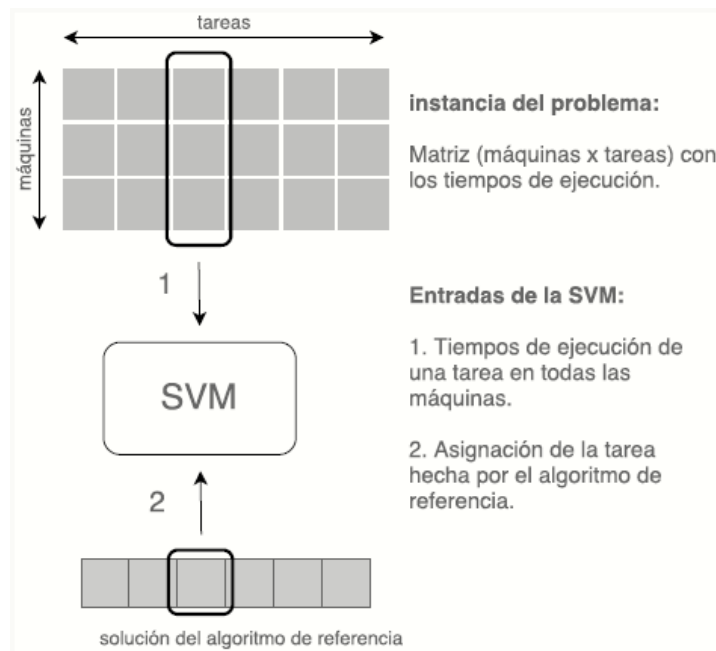 tareas
máquinas
instancia del problema:
Matriz (máquinas x tareas) con
los tiempos de ejecución.
1
Entradas de la SVM:
1. Tiempos de ejecución de
una tarea en todas las
máquinas.
SVM
2. Asignación de la tarea
hecha por el algoritmo de
referencia.
2
solución del algoritmo de referencia